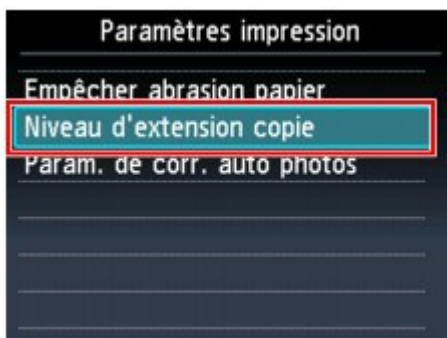 Paramètres impression
Empêcher abrasion papier
Niveau d'extension copie
Param. de corr. auto photos